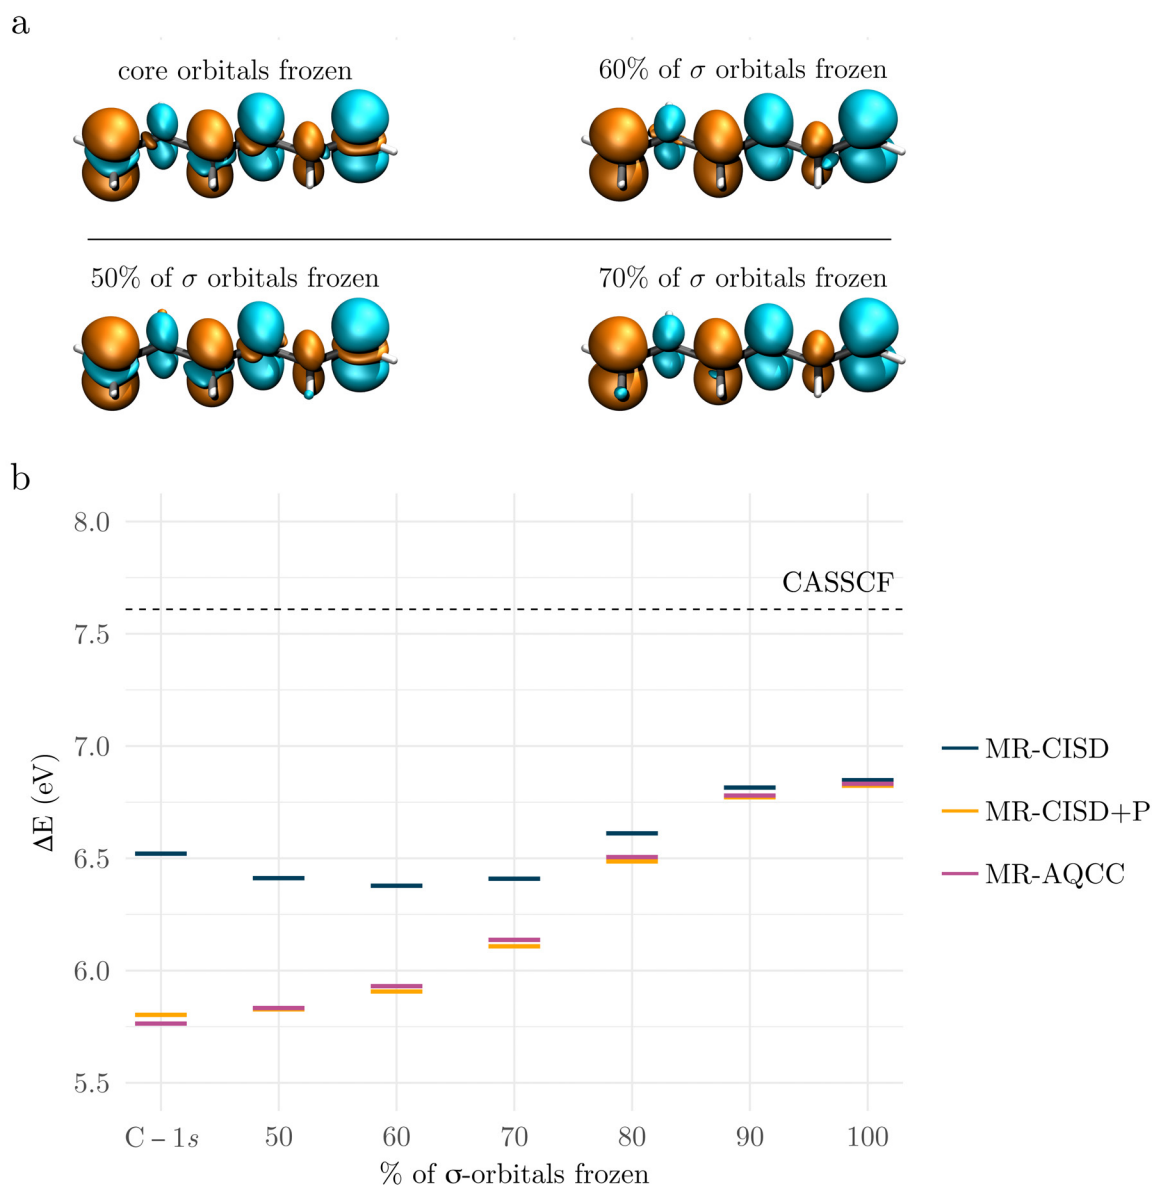 a
core orbitals frozen
60% of σ orbitals frozen
50% of σ orbitals frozen
70% of σ orbitals frozen
b
8.0
CASSCF
7.5
7.0
6.5
6.0
5.5
ΔE (eV)
MR-CISD
MR-CISD+P
MR-AQCC
C – 1s 50 60 70 80 90 100
% of σ-orbitals frozen